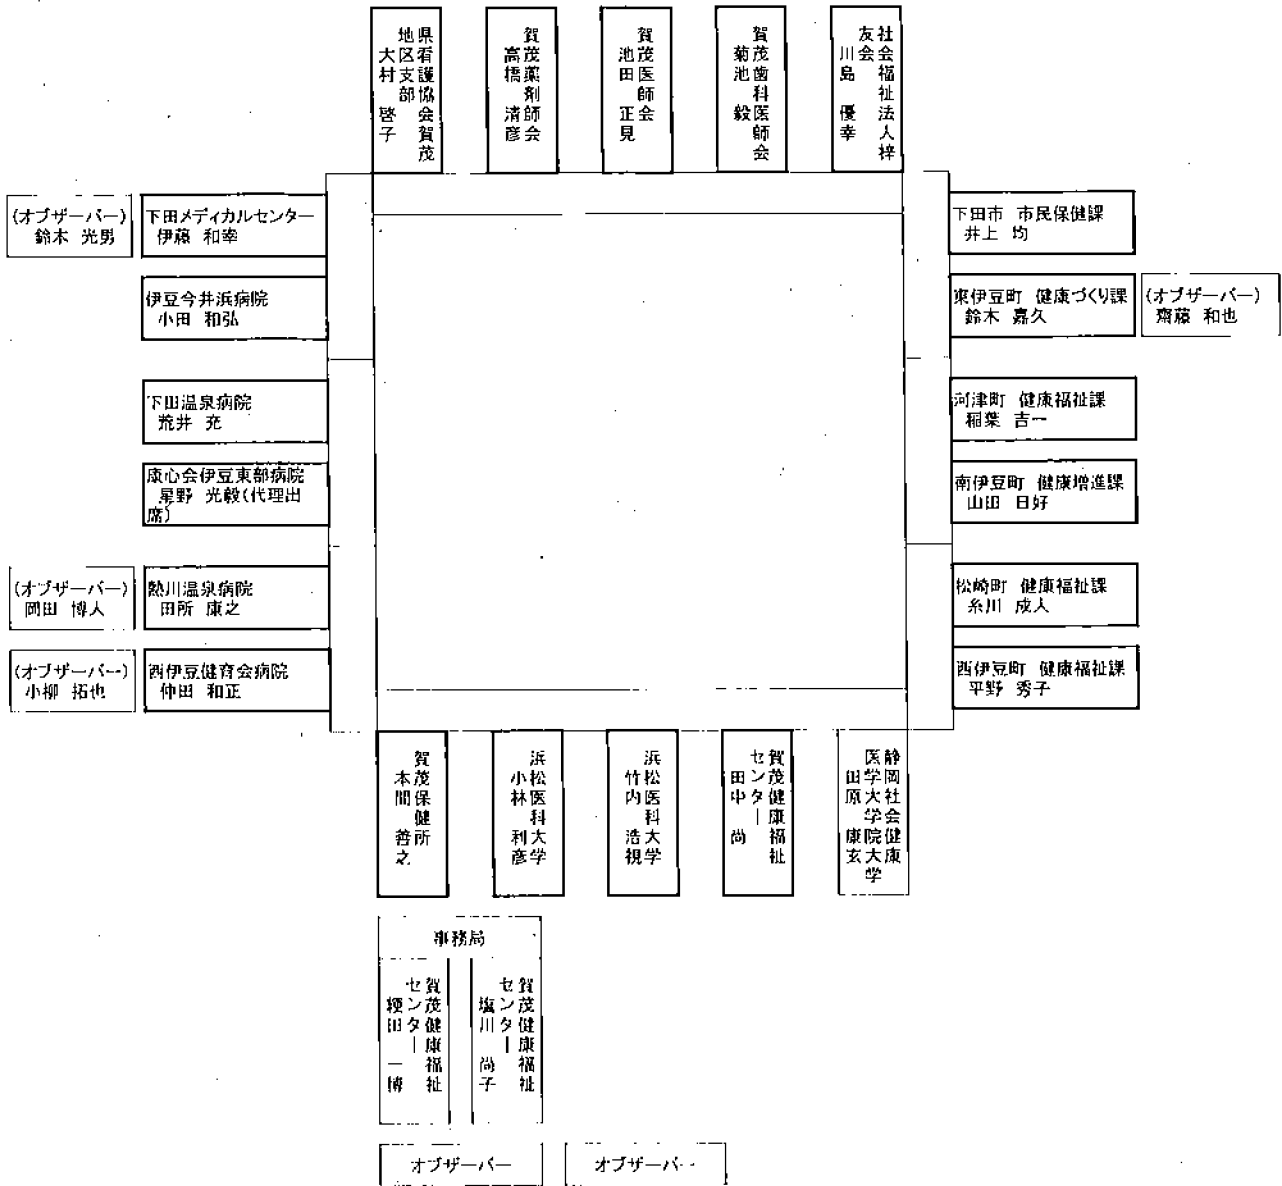 県看護協会賀茂
地区支部
大村 啓子
賀茂薬剤師会
高橋 清彦
賀茂医師会
池田 正見
賀茂歯科医師会
菊池 毅
社会福祉法人梓
友会
川島 優幸
(オブザーバー)
鈴木 光男
下田メディカルセンター
伊藤 和幸
伊豆今井浜病院
小田 和弘
下田温泉病院
荒井 充
康心会伊豆東部病院
星野 光毅(代理出
席)
(オブザーバー)
岡田 博人
熱川温泉病院
田所 康之
(オブザーバー)
小柳 拓也
西伊豆健育会病院
仲田 和正
下田市 市民保健課
井上 均
東伊豆町 健康づくり課
鈴木 嘉久
(オブザーバー)
齋藤 和也
河津町 健康福祉課
稲葉 吉一
南伊豆町 健康増進課
山田 日好
松崎町 健康福祉課
糸川 成人
西伊豆町 健康福祉課
平野 秀子
賀茂保健所
本間 善之
浜松医科大学
小林 利彦
浜松医科大学
竹内 浩視
賀茂健康福祉
センター
田中 尚
静岡社会健康
医学大学院大学
田原 康玄
事務局
賀茂健康福祉
センター
粳田 一博
賀茂健康福祉
センター
塩川 尚子
オブザーバー
オブザーバー